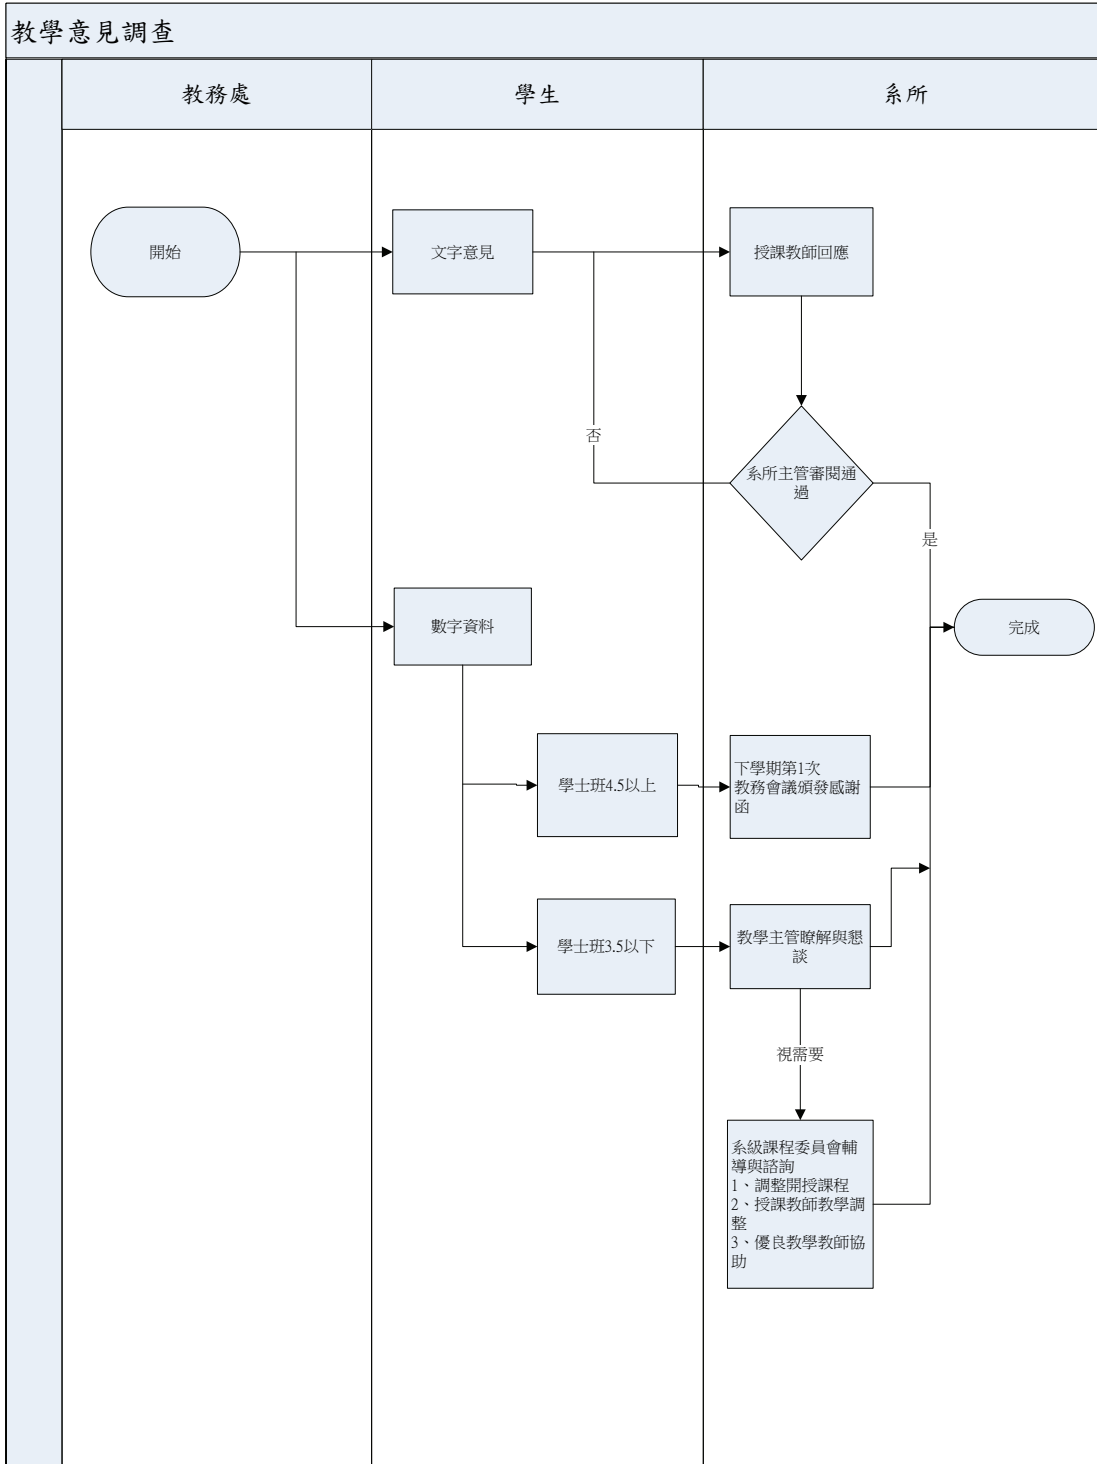 教學意見調查
教務處
學生
系所
開始
文字意見
授課教師回應
否
系所主管審閱通
過
是
數字資料
完成
學士班4.5以上
下學期第1次
教務會議頒發感謝
函
學士班3.5以下
教學主管瞭解與懇
談
視需要
系級課程委員會輔
導與諮詢
1、調整開授課程
2、授課教師教學調
整
3、優良教學教師協
助